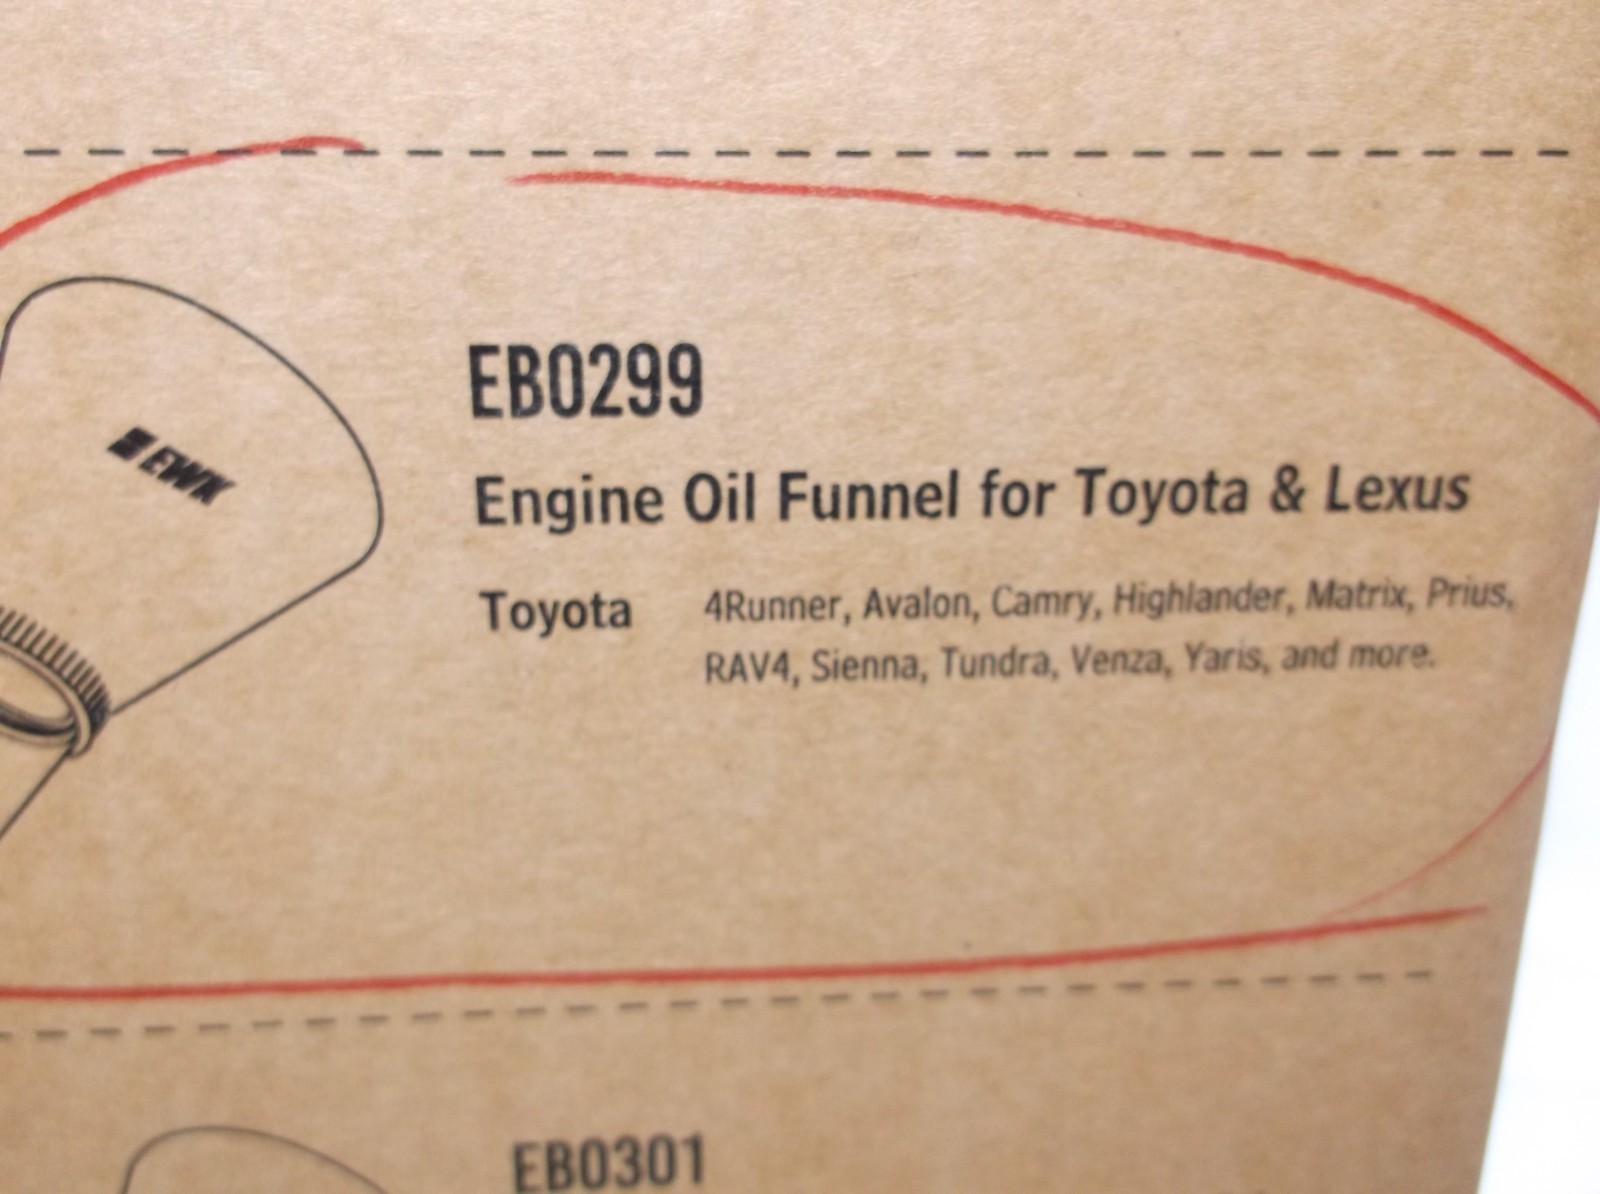 EB0299
EWK
Engine Oil Funnel for Toyota & Lexus
Toyota 4Runner, Avalon, Camry, Highlander, Matrix, Prius,
RAV4, Sienna, Tundra, Venza, Yaris, and more.
EB0301